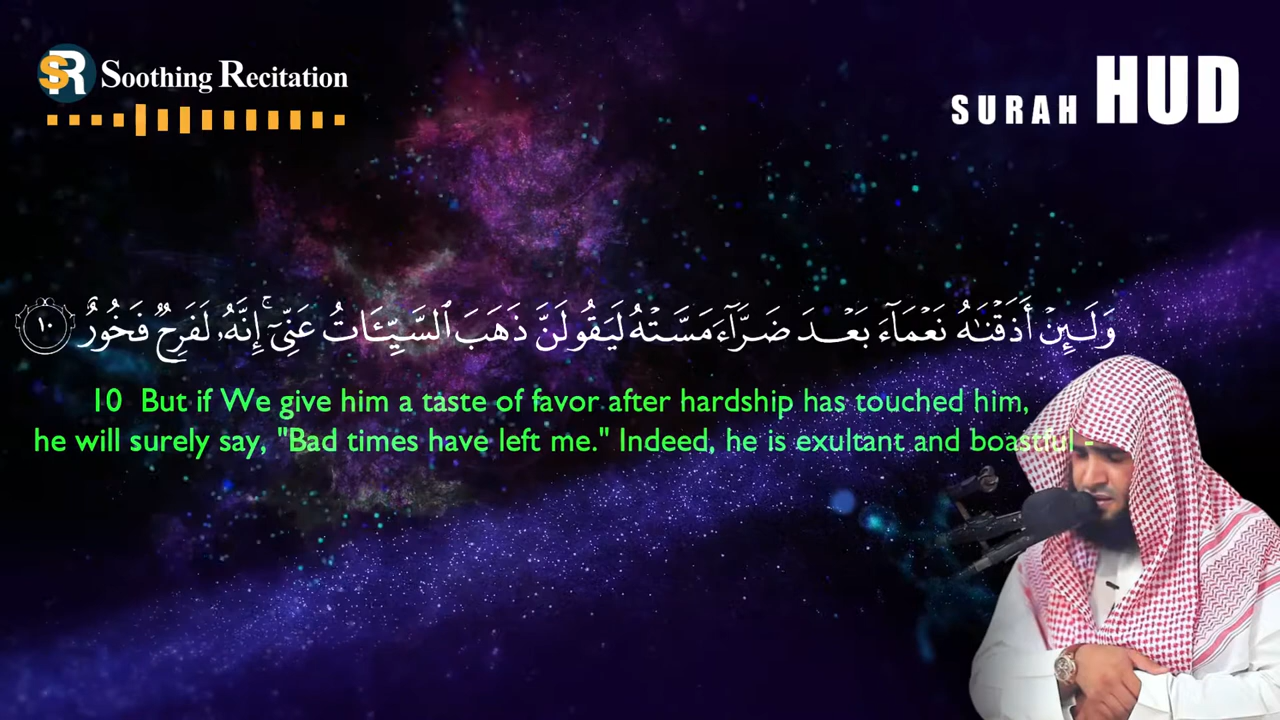 SR Soothing Recitation
SURAH HUD
وَلَئِنْ أَذَقْنَٰهُ نَعْمَآءَ بَعْدَ ضَرَّآءَ مَسَّتْهُ لَيَقُولَنَّ ذَهَبَ ٱلسَّيِّـَٔاتُ عَنِّىٓ ۚ إِنَّهُۥ لَفَرِحٌ فَخُورٌ ١٠
10 But if We give him a taste of favor after hardship has touched him,
he will surely say, "Bad times have left me." Indeed, he is exultant and boastful -